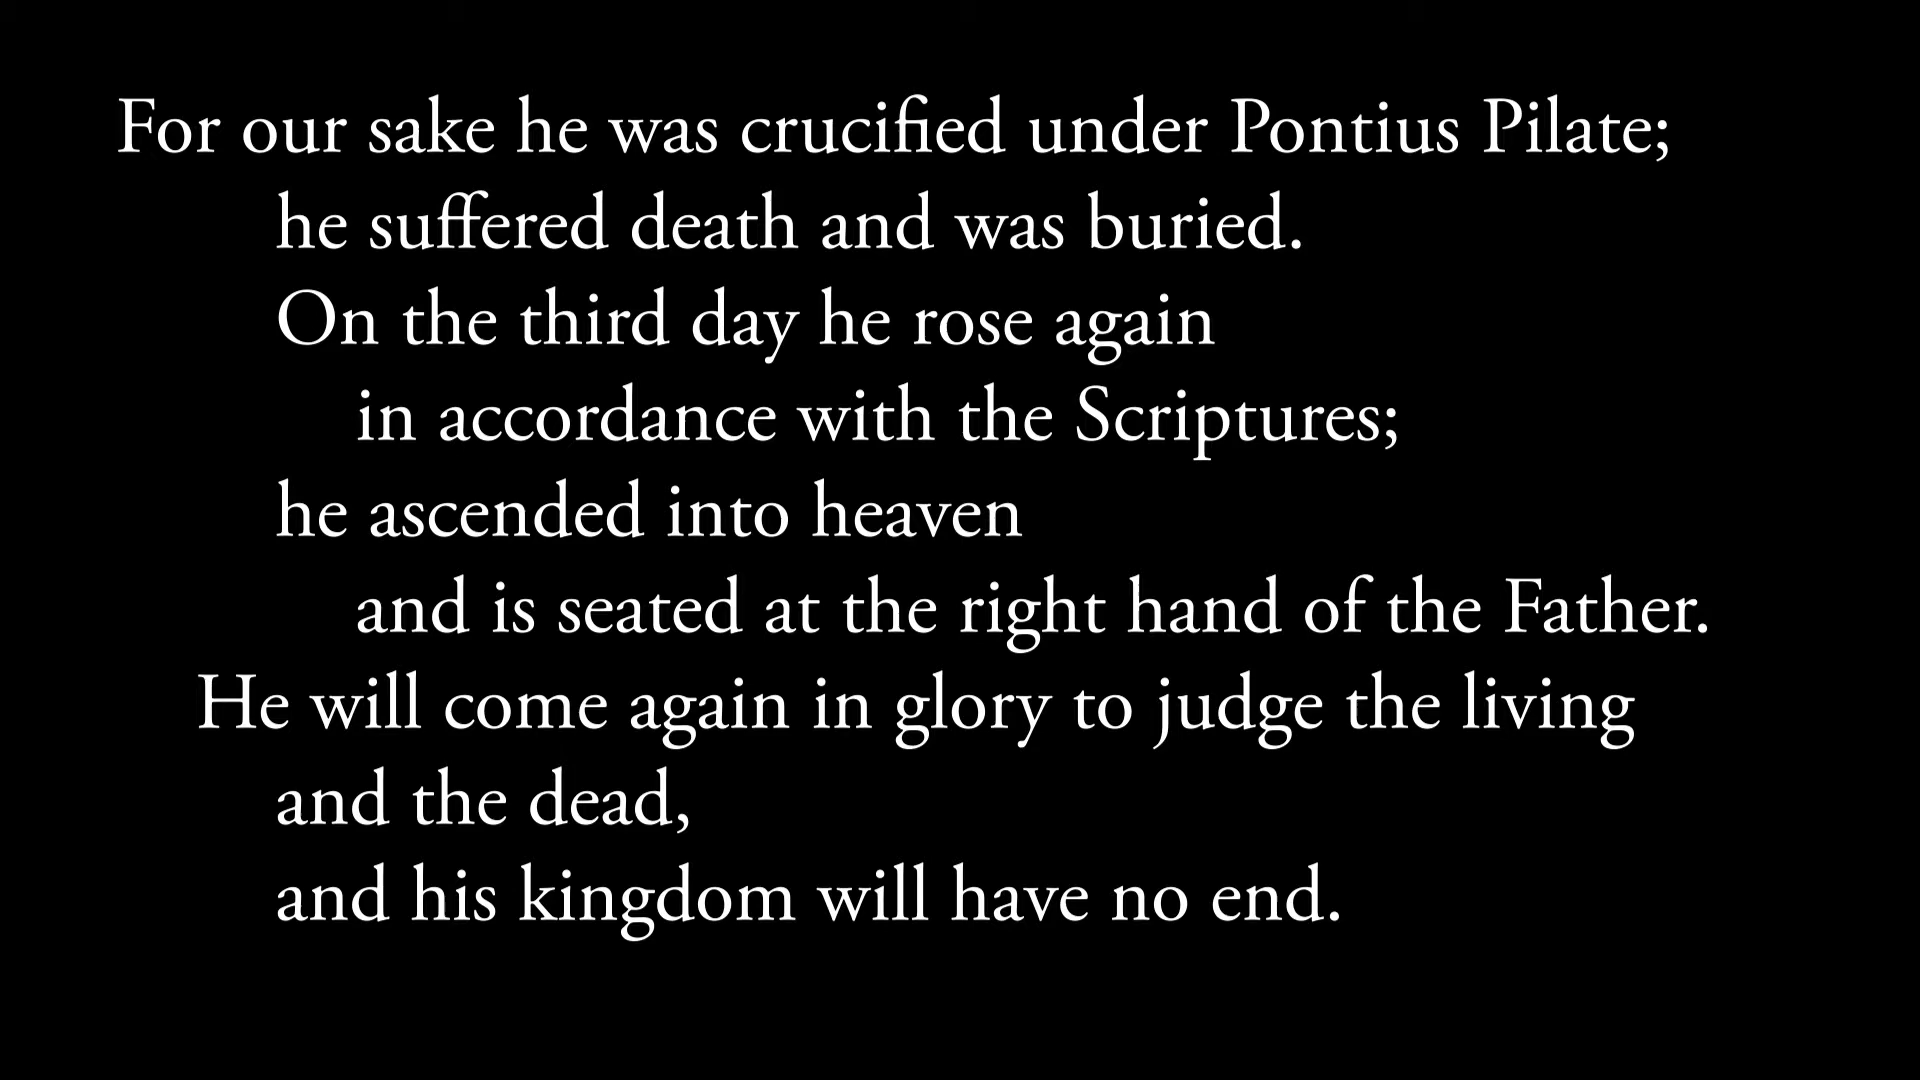 For our sake he was crucified under Pontius Pilate;
he suffered death and was buried.
On the third day he rose again
in accordance with the Scriptures;
he ascended into heaven
and is seated at the right hand of the Father.
He will come again in glory to judge the living
and the dead,
and his kingdom will have no end.